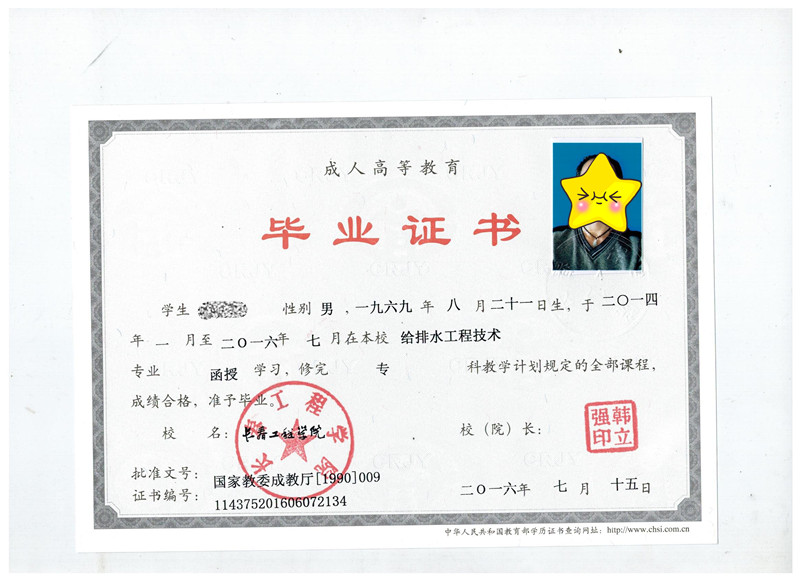 成人高等教育
毕业证书
学生 性别 男，一九六九 年 八 月 二十一 日生，于 二〇一四
年 一 月至 二〇一六 年 七 月在本校 给排水工程技术
专业 函授 学习，修完 专 科教学计划规定的全部课程，
成绩合格，准予毕业。
校 名：长春工程学院 校（院）长：
韩立强印
批准文号：国家教委成教厅[1990]009
证书编号：114375201606072134
二〇一六 年 七 月 十五 日
中华人民共和国教育部学历证书查询网址：http://www.chsi.com.cn